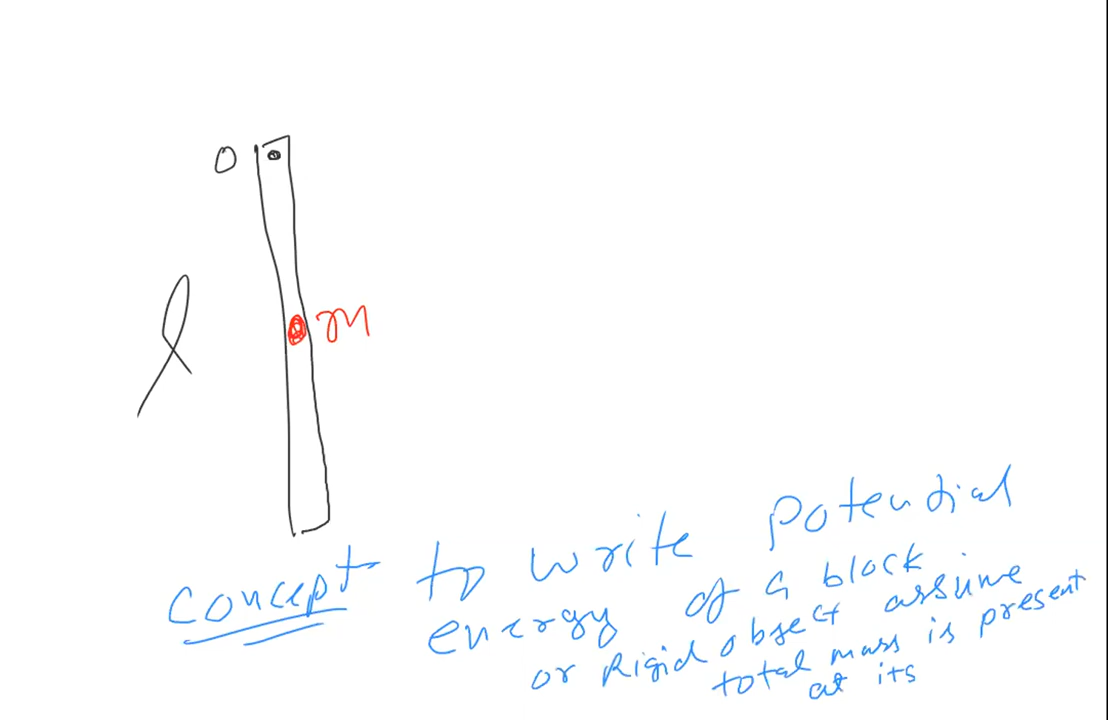 O
m
l
concept to write potential
energy of a block
or Rigid object assume
total mass is present
at its